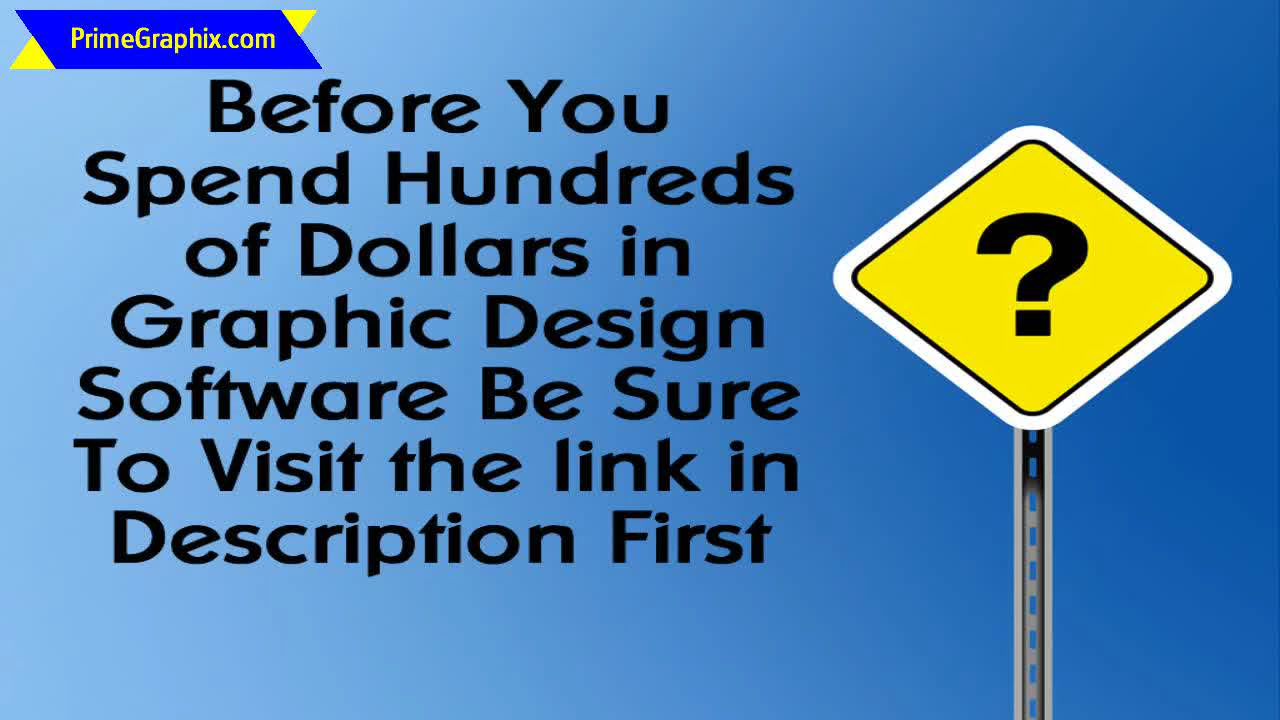 PrimeGraphix.com
Before You
Spend Hundreds
of Dollars in
Graphic Design
Software Be Sure
To Visit the link in
Description First
?